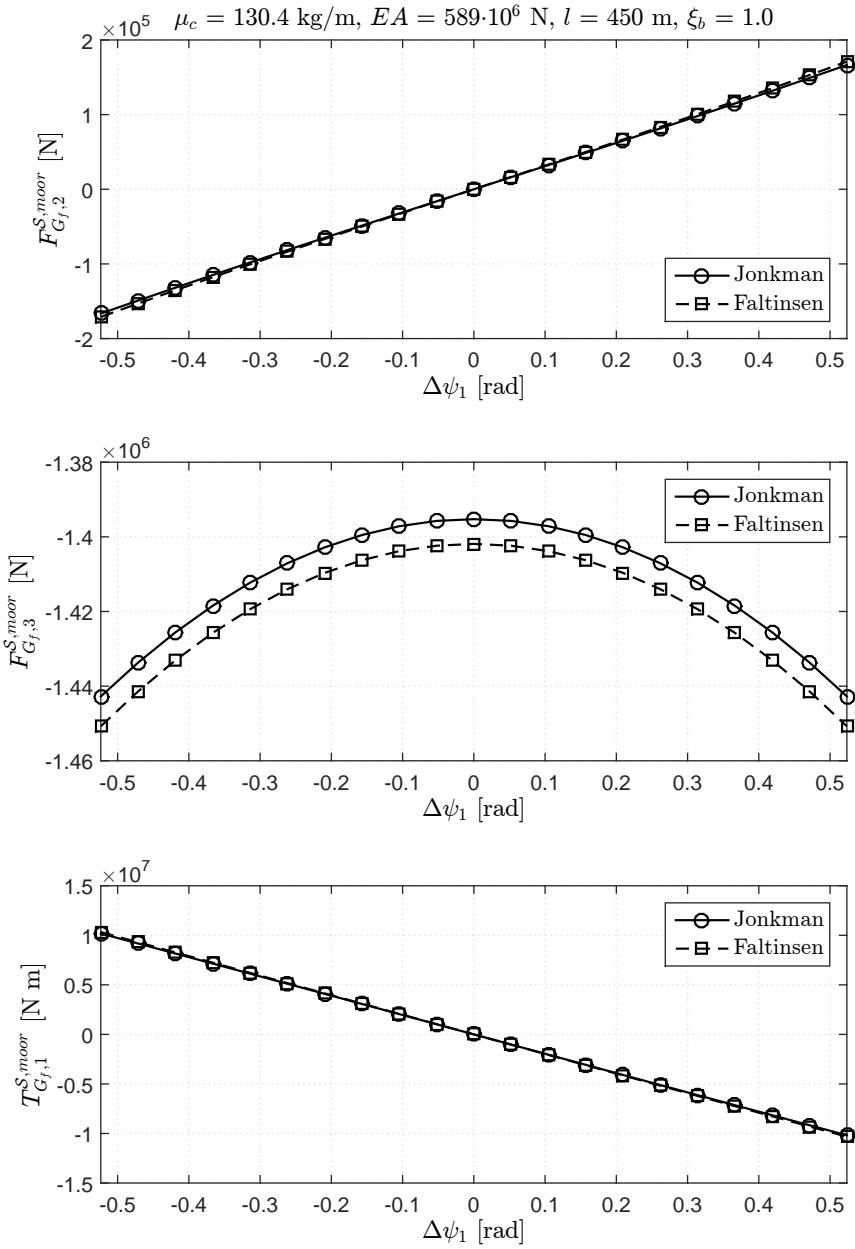 μ_c = 130.4 kg/m, EA = 589·10^6 N, l = 450 m, ξ_b = 1.0
×10^5
2
1
0
-1
-2
F^{S,moor}_{G_f,2} [N]
Jonkman
Faltinsen
-0.5 -0.4 -0.3 -0.2 -0.1 0 0.1 0.2 0.3 0.4 0.5
Δψ_1 [rad]
×10^6
-1.38
-1.4
-1.42
-1.44
-1.46
F^{S,moor}_{G_f,3} [N]
Jonkman
Faltinsen
-0.5 -0.4 -0.3 -0.2 -0.1 0 0.1 0.2 0.3 0.4 0.5
Δψ_1 [rad]
×10^7
1.5
1
0.5
0
-0.5
-1
-1.5
T^{S,moor}_{G_f,1} [N m]
Jonkman
Faltinsen
-0.5 -0.4 -0.3 -0.2 -0.1 0 0.1 0.2 0.3 0.4 0.5
Δψ_1 [rad]